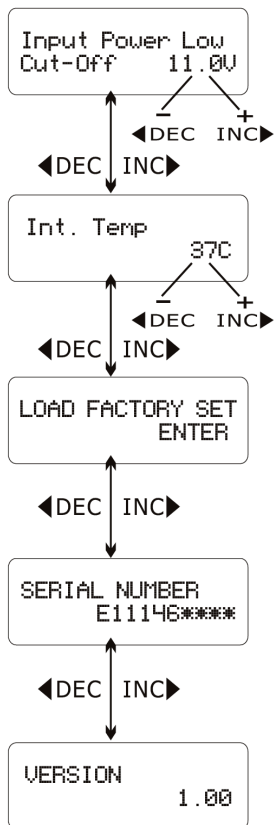 Input Power Low
Cut-Off 11.0V
− +
◀DEC INC▶
◀DEC INC▶
Int. Temp
37C
− +
◀DEC INC▶
◀DEC INC▶
LOAD FACTORY SET
ENTER
◀DEC INC▶
SERIAL NUMBER
E11146****
◀DEC INC▶
VERSION
1.00